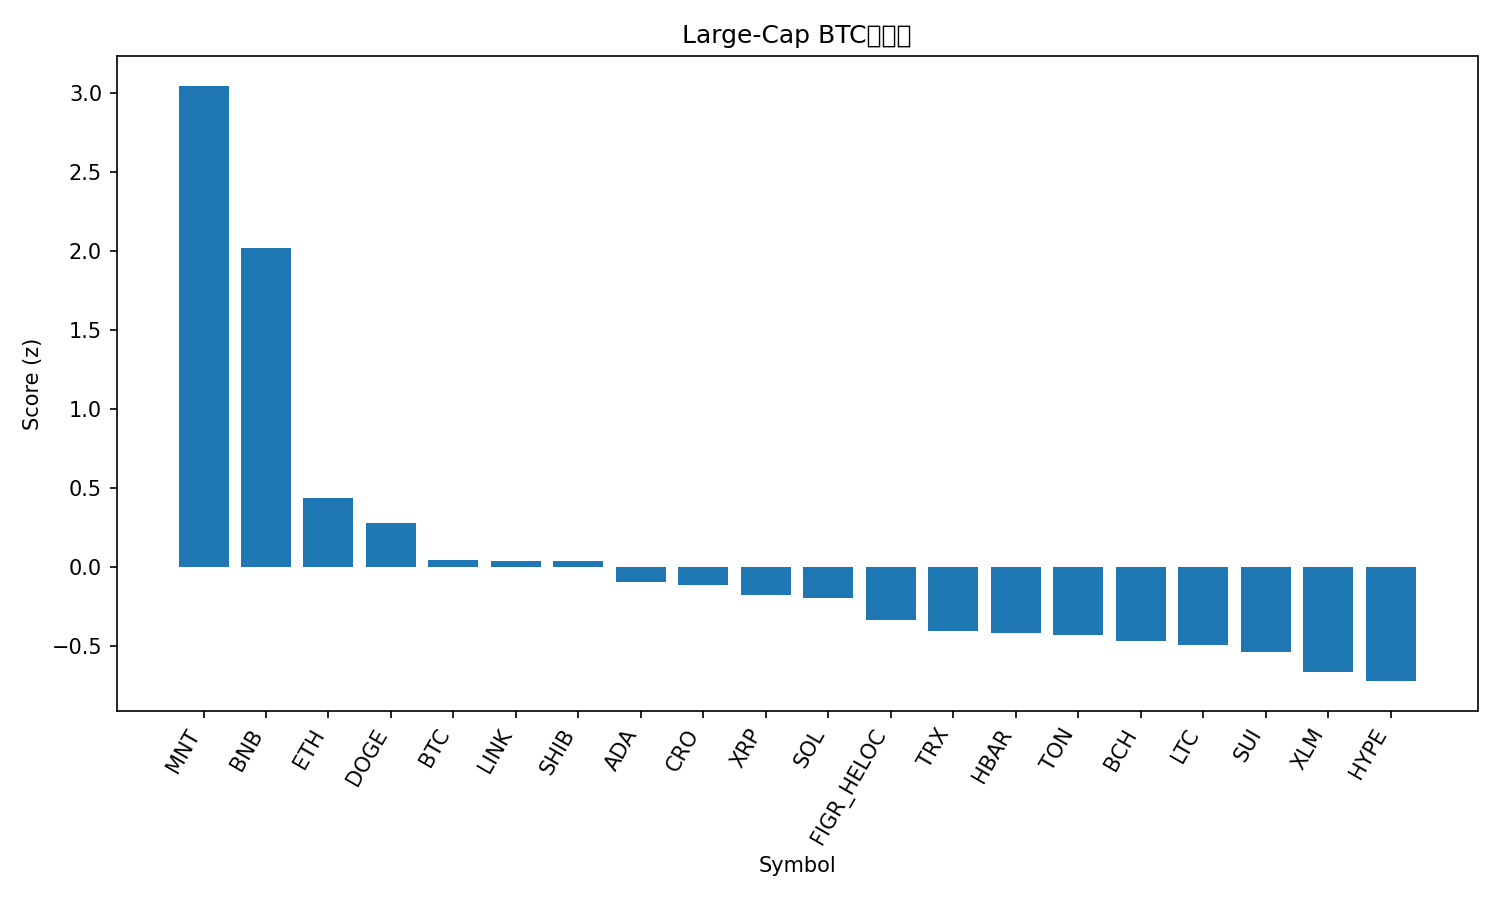 Large-Cap BTC
3.0
2.5
2.0
1.5
1.0
0.5
0.0
−0.5
Score (z)
MNT
BNB
ETH
DOGE
BTC
LINK
SHIB
ADA
CRO
XRP
SOL
FIGR_HELOC
TRX
HBAR
TON
BCH
LTC
SUI
XLM
HYPE
Symbol